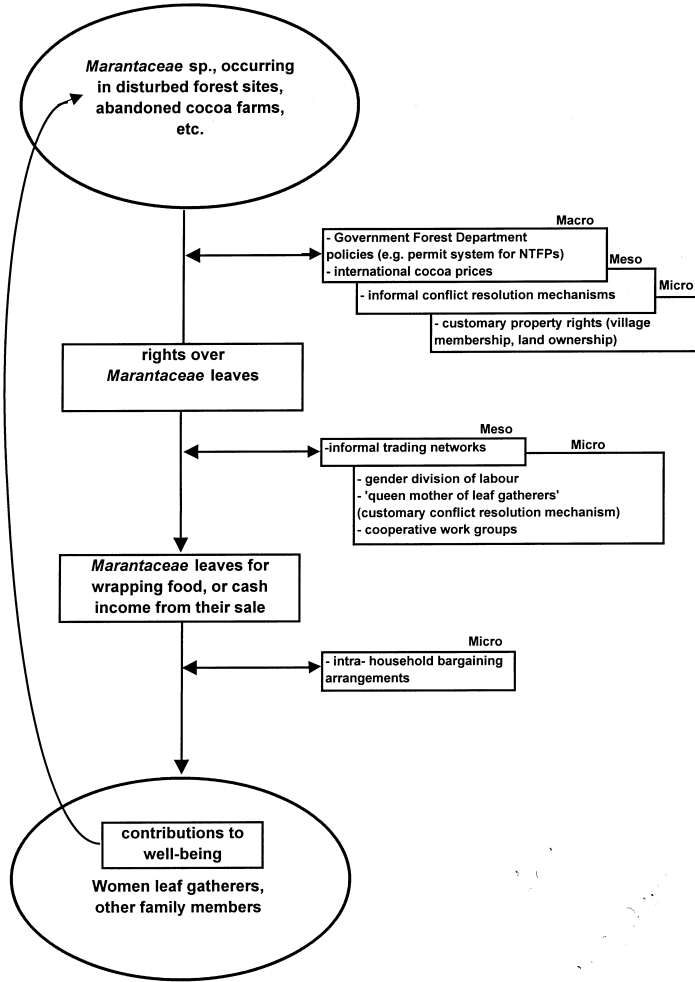 Marantaceae sp., occurring
in disturbed forest sites,
abandoned cocoa farms,
etc.
Macro
- Government Forest Department
policies (e.g. permit system for NTFPs)
- international cocoa prices
Meso
- informal conflict resolution mechanisms
Micro
- customary property rights (village
membership, land ownership)
rights over
Marantaceae leaves
Meso
-informal trading networks
Micro
- gender division of labour
- 'queen mother of leaf gatherers'
(customary conflict resolution mechanism)
- cooperative work groups
Marantaceae leaves for
wrapping food, or cash
income from their sale
Micro
- intra- household bargaining
arrangements
contributions to
well-being
Women leaf gatherers,
other family members